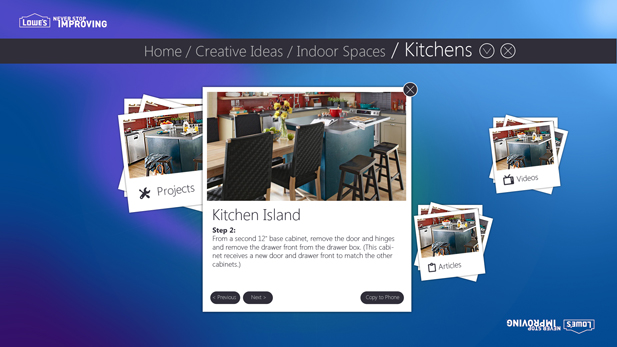 LOWE'S NEVER STOP IMPROVING
Home / Creative Ideas / Indoor Spaces / Kitchens
Projects
Kitchen Island
Step 2:
From a second 12" base cabinet, remove the door and hinges
and remove the drawer front from the drawer box. (This cabi-
net receives a new door and drawer front to match the other
cabinets.)
< Previous
Next >
Copy to Phone
Videos
Articles
LOWE'S NEVER STOP IMPROVING